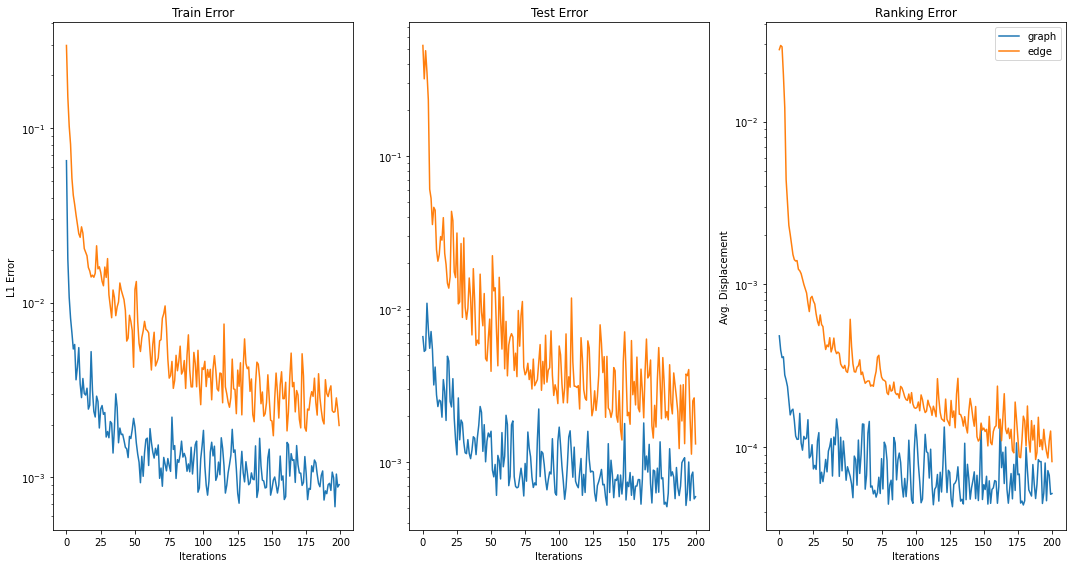 Train Error
Test Error
Ranking Error
graph
edge
L1 Error
10⁻¹
10⁻²
10⁻³
0 25 50 75 100 125 150 175 200
Iterations
10⁻¹
10⁻²
10⁻³
0 25 50 75 100 125 150 175 200
Iterations
Avg. Displacement
10⁻²
10⁻³
10⁻⁴
0 25 50 75 100 125 150 175 200
Iterations